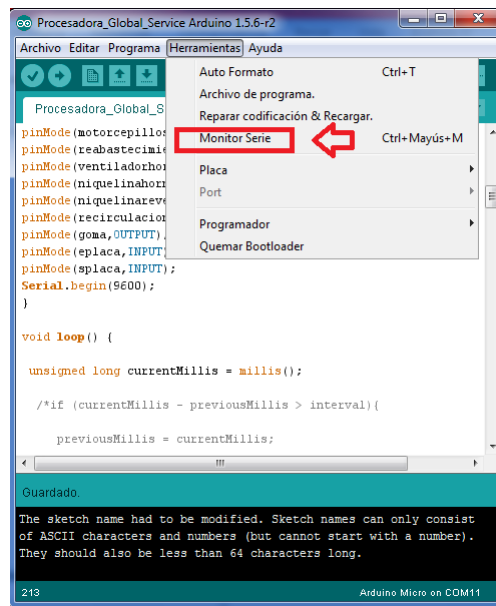 Procesadora_Global_Service Arduino 1.5.6-r2
Archivo Editar Programa Herramientas Ayuda
Auto Formato Ctrl+T
Archivo de programa.
Reparar codificación & Recargar.
Monitor Serie Ctrl+Mayús+M
Placa
Port
Programador
Quemar Bootloader
Procesadora_Global_S
pinMode(motorcepillos
pinMode(reabastecimie
pinMode(ventiladorhor
pinMode(niquelinahorn
pinMode(niquelinareve
pinMode(recirculacion
pinMode(goma,OUTPUT)
pinMode(eplaca,INPUT
pinMode(splaca,INPUT);
Serial.begin(9600);
}
void loop() {
unsigned long currentMillis = millis();
/*if (currentMillis - previousMillis > interval){
previousMillis = currentMillis;
Guardado.
The sketch name had to be modified. Sketch names can only consist
of ASCII characters and numbers (but cannot start with a number).
They should also be less than 64 characters long.
213 Arduino Micro on COM11